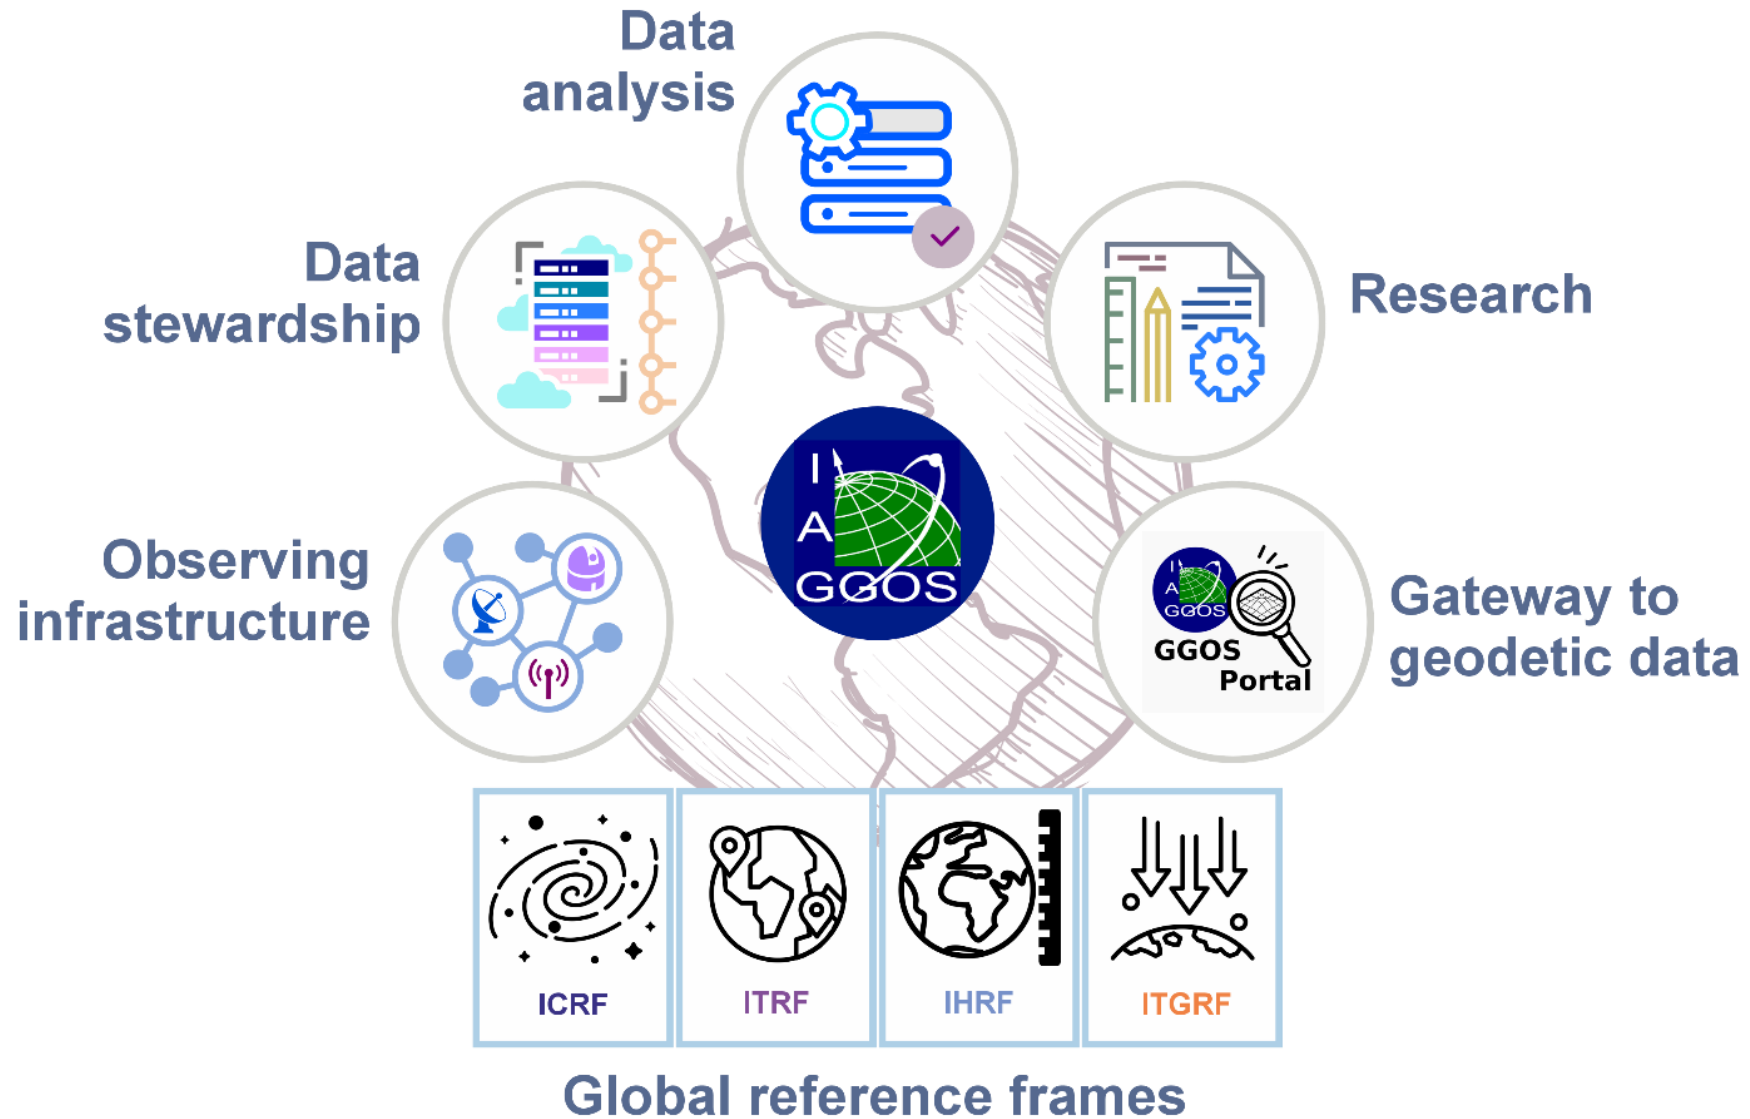 Data
analysis
Data
stewardship
Research
Observing
infrastructure
I
A
GGOS
I
A
GGOS
GGOS
Portal
Gateway to
geodetic data
ICRF
ITRF
IHRF
ITGRF
Global reference frames